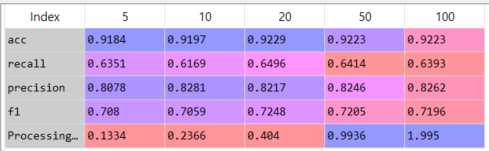 Index 5 10 20 50 100
acc 0.9184 0.9197 0.9229 0.9223 0.9223
recall 0.6351 0.6169 0.6496 0.6414 0.6393
precision 0.8078 0.8281 0.8217 0.8246 0.8262
f1 0.708 0.7059 0.7248 0.7205 0.7196
Processing… 0.1334 0.2366 0.404 0.9936 1.995